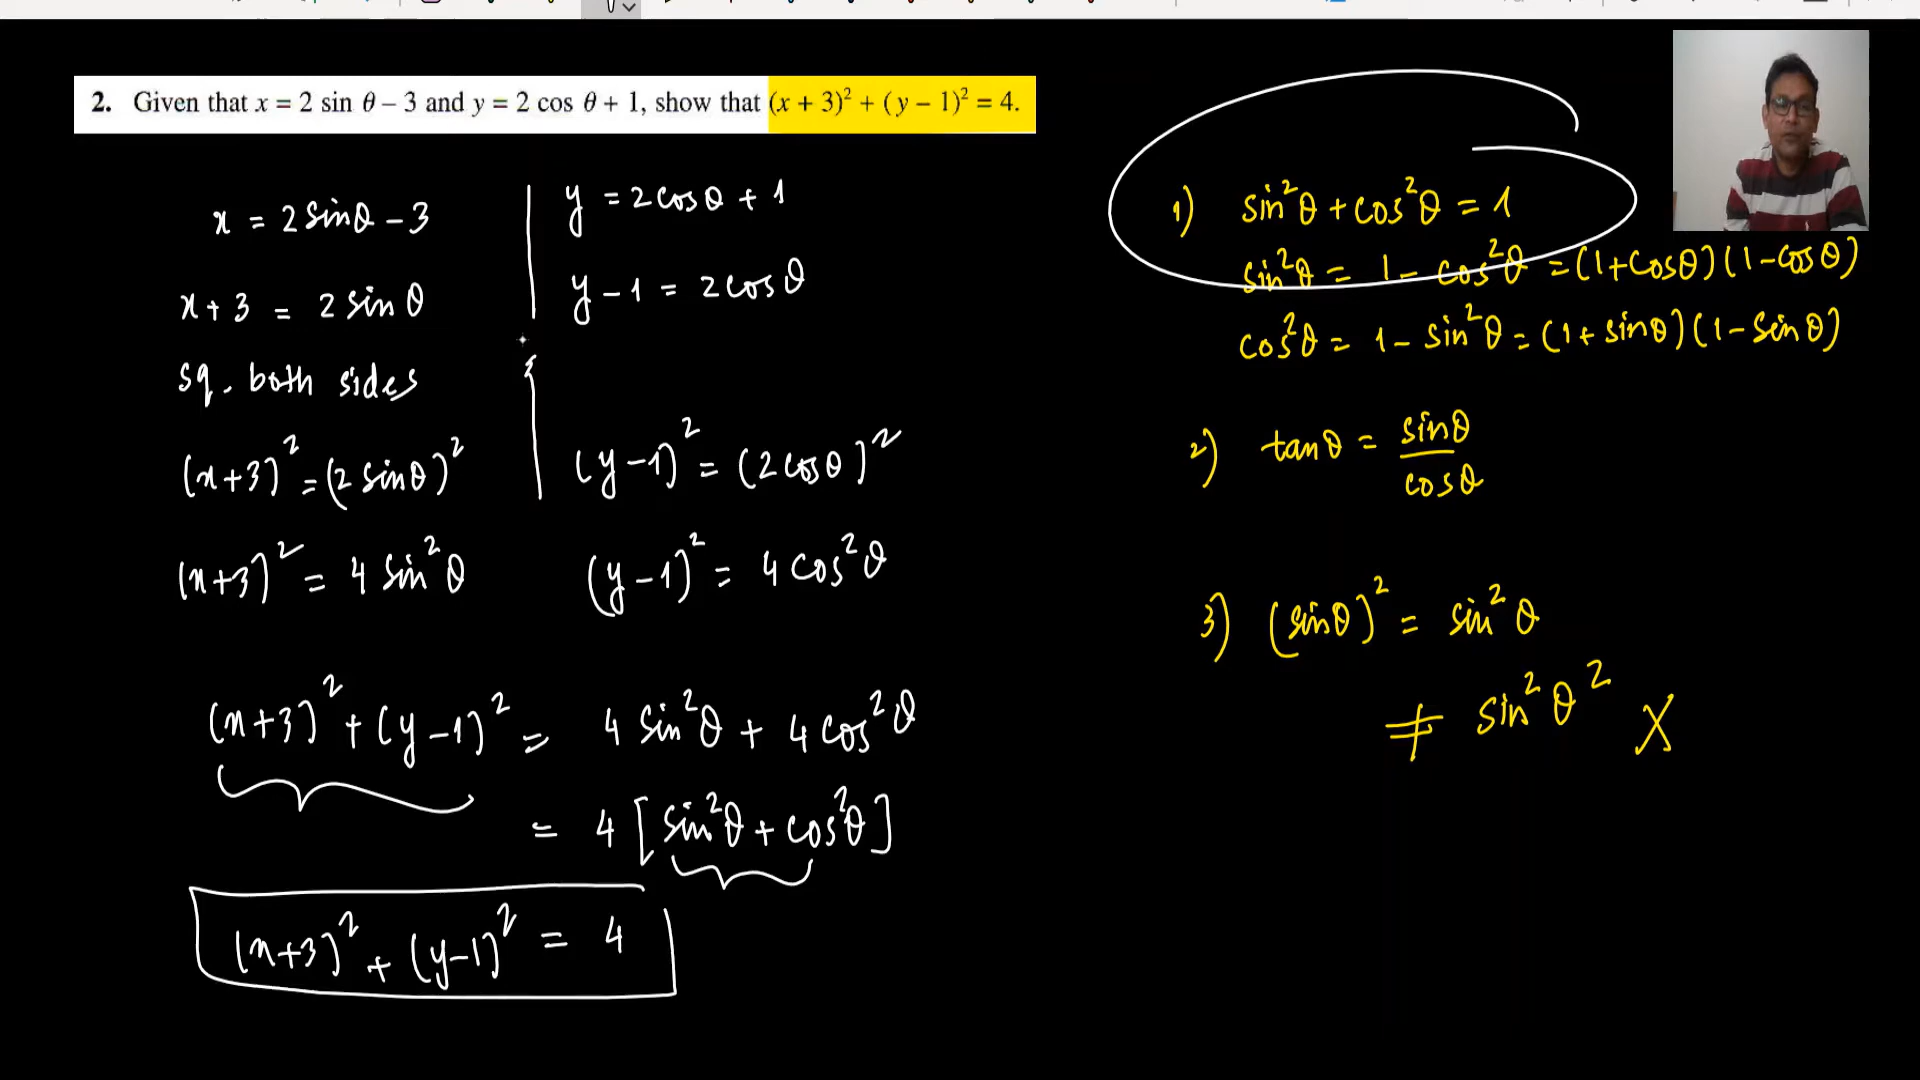 2. Given that x = 2 sin θ – 3 and y = 2 cos θ + 1, show that (x + 3)² + (y – 1)² = 4.
x = 2 sinθ – 3
x + 3 = 2 sin θ
sq. both sides
(x+3)² = (2 sinθ)²
(x+3)² = 4 sin²θ
y = 2 cosθ + 1
y – 1 = 2 cosθ
(y–1)² = (2 cosθ)²
(y–1)² = 4 cos²θ
(x+3)² + (y–1)² = 4 sin²θ + 4 cos²θ
= 4 [sin²θ + cos²θ]
(x+3)² + (y–1)² = 4
1) sin²θ + cos²θ = 1
sin²θ = 1 – cos²θ = (1+cosθ)(1–cosθ)
cos²θ = 1 – sin²θ = (1+sinθ)(1–sinθ)
2) tanθ = sinθ / cosθ
3) (sinθ)² = sin²θ
≠ sin²θ² X